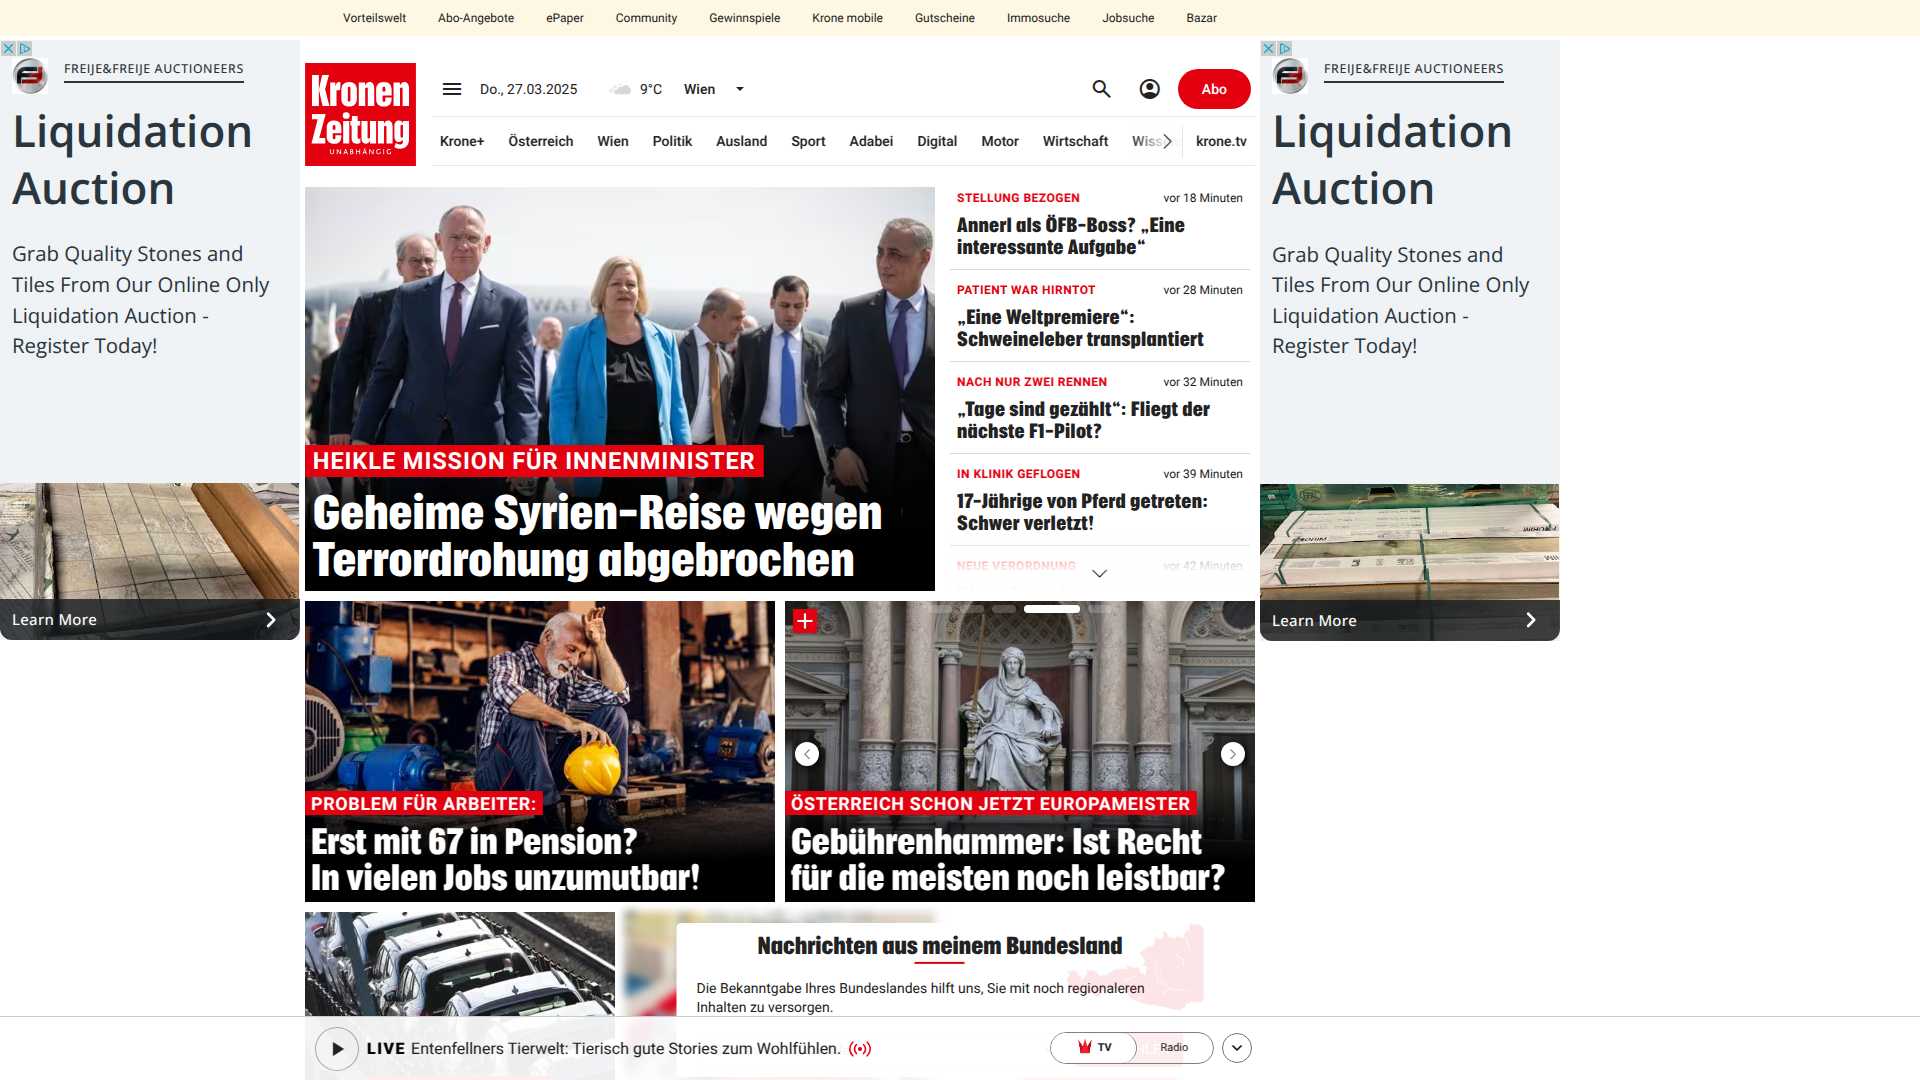 Vorteilswelt Abo-Angebote ePaper Community Gewinnspiele Krone mobile Gutscheine Immosuche Jobsuche Bazar
FREIJE&FREIJE AUCTIONEERS
Liquidation
Auction
Grab Quality Stones and
Tiles From Our Online Only
Liquidation Auction -
Register Today!
Learn More
Kronen
Zeitung
UNABHÄNGIG
Do., 27.03.2025 9°C Wien
Abo
Krone+ Österreich Wien Politik Ausland Sport Adabei Digital Motor Wirtschaft Wiss krone.tv
HEIKLE MISSION FÜR INNENMINISTER
Geheime Syrien-Reise wegen
Terrordrohung abgebrochen
STELLUNG BEZOGEN vor 18 Minuten
Annerl als ÖFB-Boss? „Eine
interessante Aufgabe“
PATIENT WAR HIRNTOT vor 28 Minuten
„Eine Weltpremiere“:
Schweineleber transplantiert
NACH NUR ZWEI RENNEN vor 32 Minuten
„Tage sind gezählt“: Fliegt der
nächste F1-Pilot?
IN KLINIK GEFLOGEN vor 39 Minuten
17-Jährige von Pferd getreten:
Schwer verletzt!
NEUE VERORDNUNG vor 42 Minuten
PROBLEM FÜR ARBEITER:
Erst mit 67 in Pension?
In vielen Jobs unzumutbar!
ÖSTERREICH SCHON JETZT EUROPAMEISTER
Gebührenhammer: Ist Recht
für die meisten noch leistbar?
Nachrichten aus meinem Bundesland
Die Bekanntgabe Ihres Bundeslandes hilft uns, Sie mit noch regionaleren
Inhalten zu versorgen.
LIVE Entenfellners Tierwelt: Tierisch gute Stories zum Wohlfühlen.
TV Radio
FREIJE&FREIJE AUCTIONEERS
Liquidation
Auction
Grab Quality Stones and
Tiles From Our Online Only
Liquidation Auction -
Register Today!
Learn More